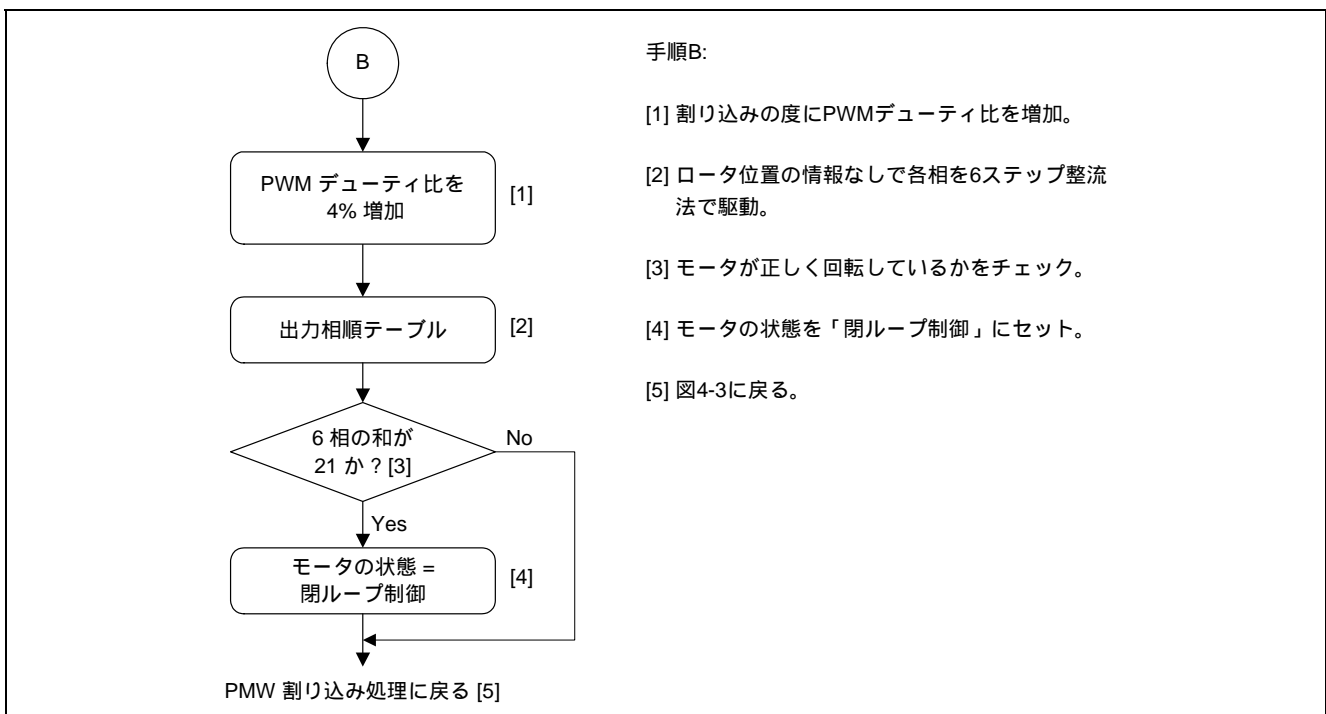 B
PWM デューティ比を
4% 増加
[1]
出力相順テーブル
[2]
6 相の和が
21 か ? [3]
No
Yes
モータの状態 =
閉ループ制御
[4]
PMW 割り込み処理に戻る [5]
手順B:
[1] 割り込みの度にPWMデューティ比を増加。
[2] ロータ位置の情報なしで各相を6ステップ整流
法で駆動。
[3] モータが正しく回転しているかをチェック。
[4] モータの状態を「閉ループ制御」にセット。
[5] 図4-3に戻る。